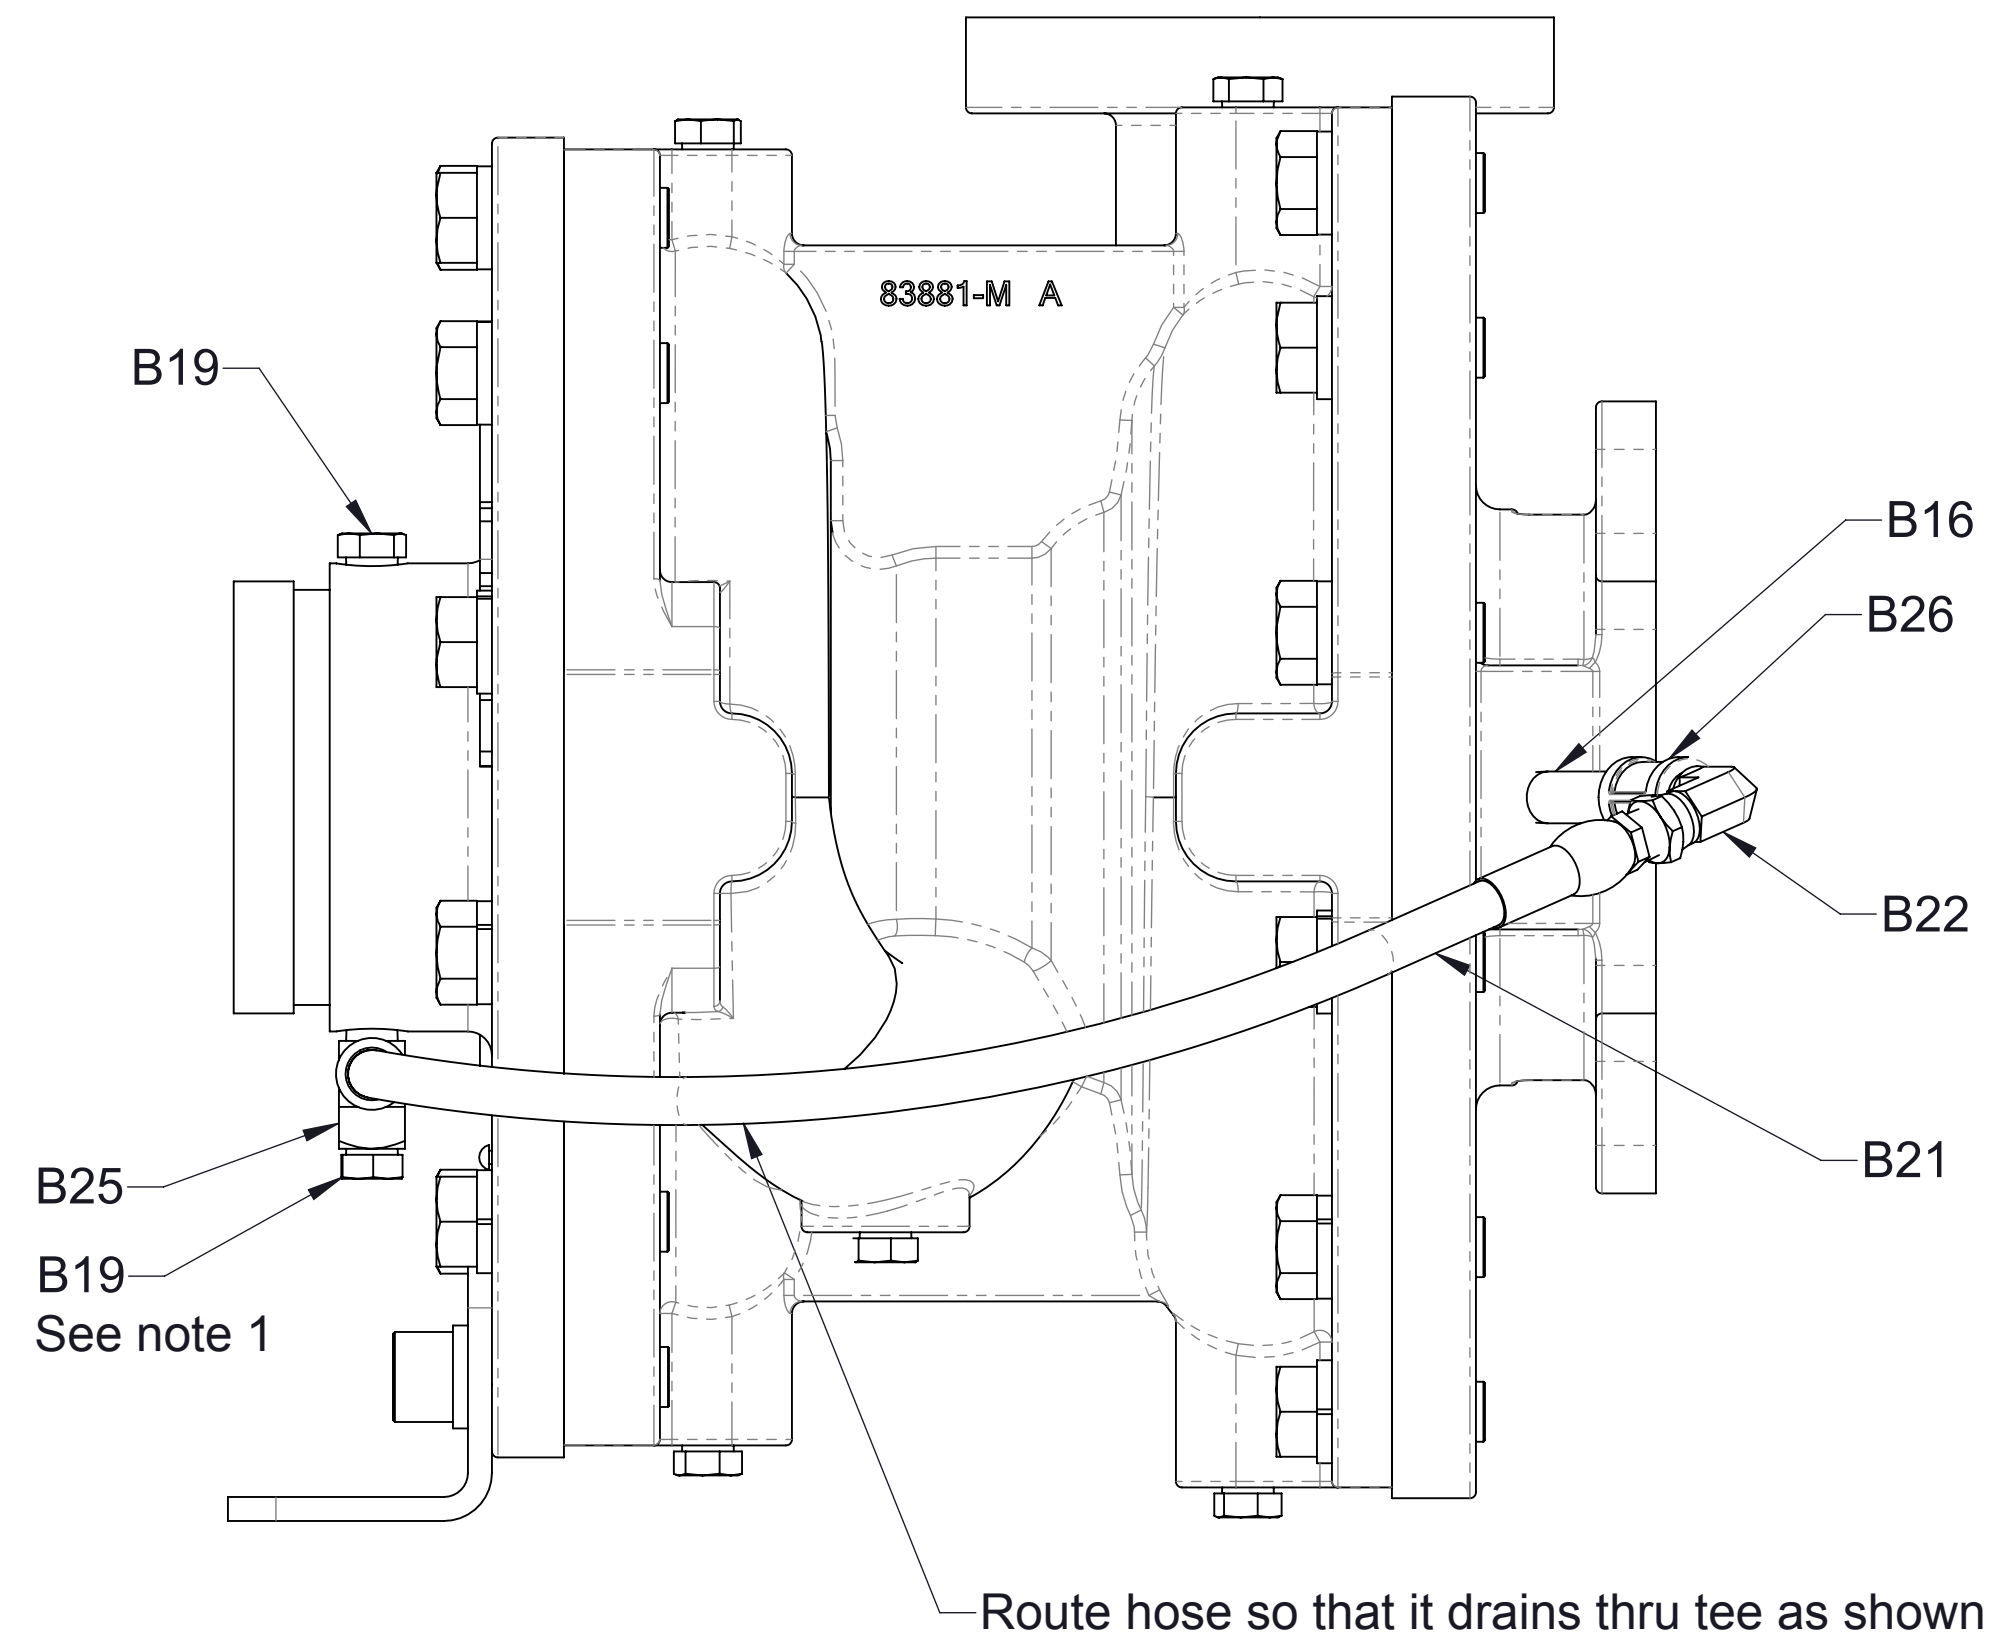 83881-M A
B19
B16
B26
B22
B21
B25
B19
See note 1
Route hose so that it drains thru tee as shown